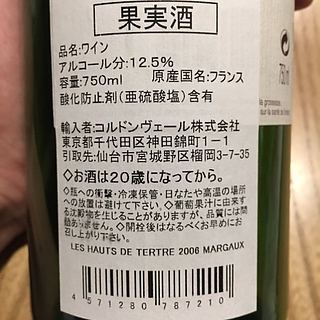 果実酒
品名:ワイン
アルコール分:12.5%
容量:750ml 原産国名:フランス
酸化防止剤(亜硫酸塩)含有
輸入者:コルドンヴェール株式会社
東京都千代田区神田錦町1-1
引取先:仙台市宮城野区榴岡3-7-35
◇お酒は20歳になってから。
◇瓶への衝撃・冷凍保管・日なたや高温の場所
への放置は避けて下さい。◇葡萄果汁に由来す
る沈殿物を生じることがありますが、品質には問題
ございません。◇開栓後はなるべくお早めにお
召し上がり下さい。
LES HAUTS DE TERTRE 2006 MARGAUX
4 571280 787210
750ml